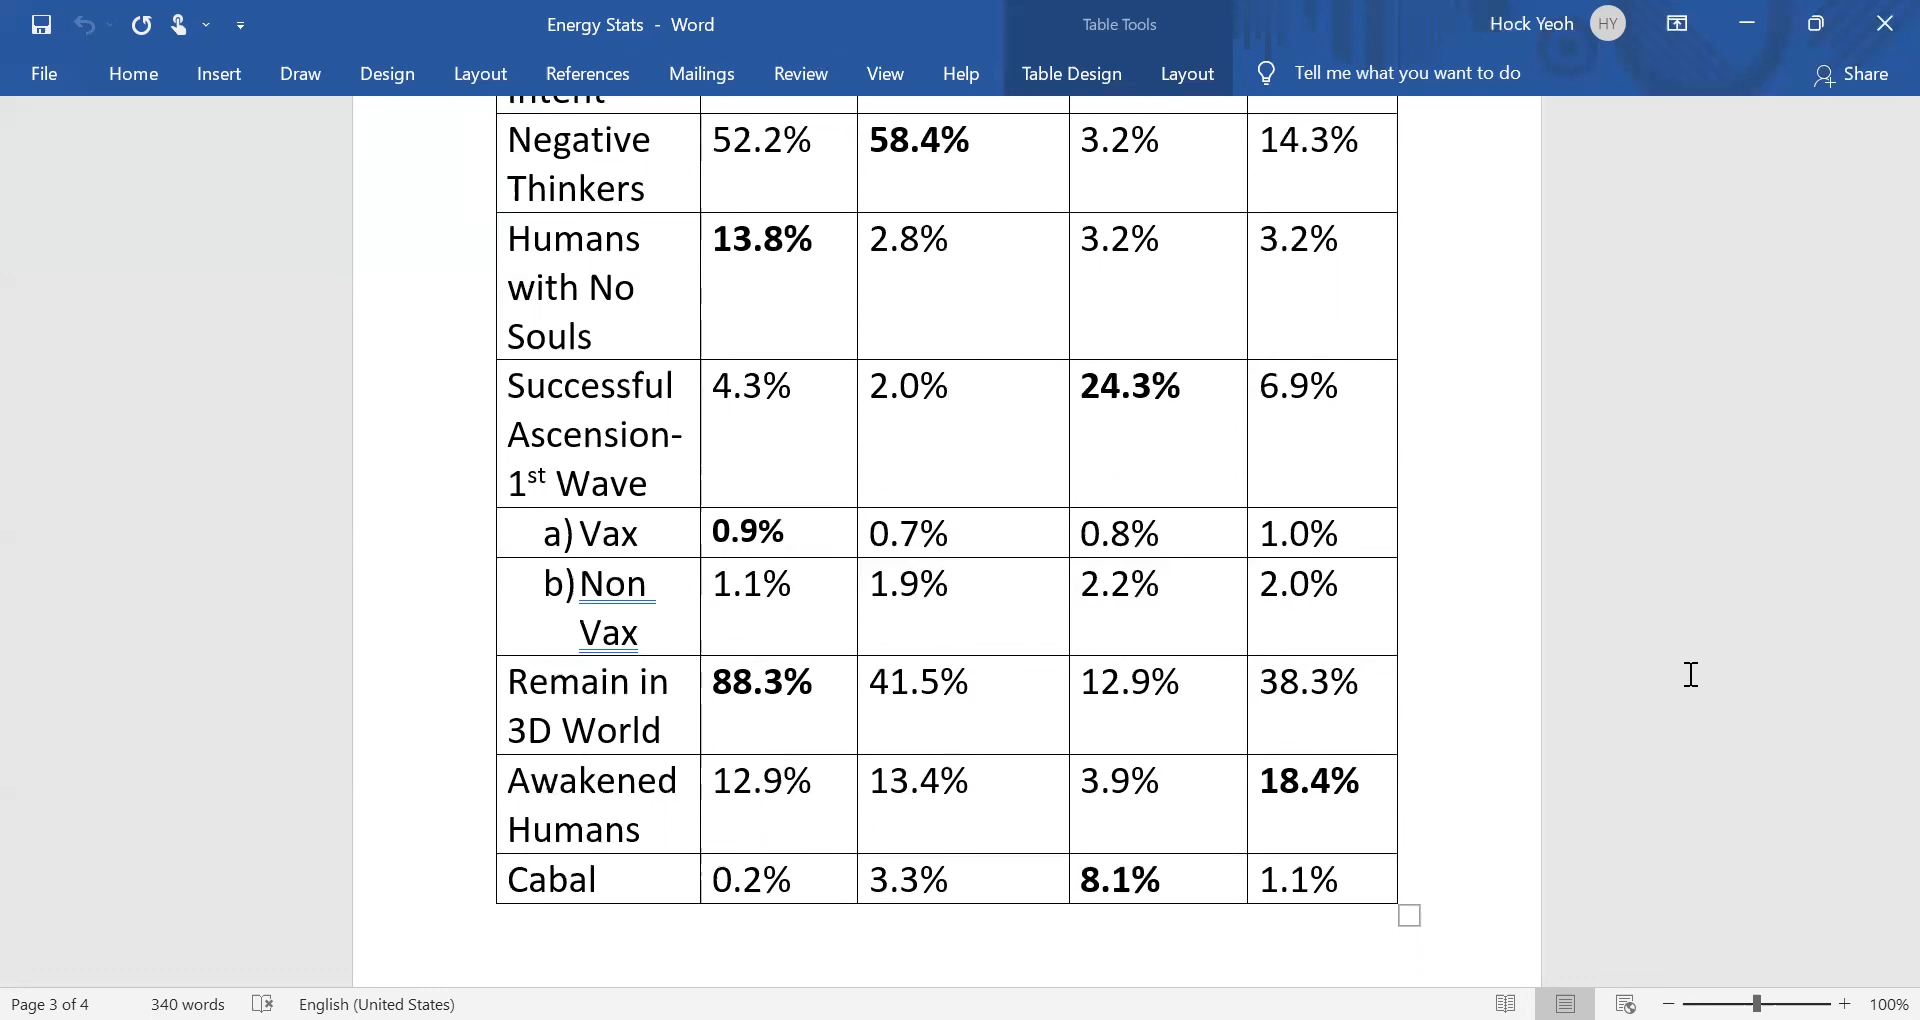 Energy Stats - Word
Table Tools
Hock Yeoh HY
File Home Insert Draw Design Layout References Mailings Review View Help Table Design Layout Tell me what you want to do Share
Intent
Negative 52.2% 58.4% 3.2% 14.3%
Thinkers
Humans 13.8% 2.8% 3.2% 3.2%
with No
Souls
Successful 4.3% 2.0% 24.3% 6.9%
Ascension-
1st Wave
a) Vax 0.9% 0.7% 0.8% 1.0%
b) Non 1.1% 1.9% 2.2% 2.0%
Vax
Remain in 88.3% 41.5% 12.9% 38.3%
3D World
Awakened 12.9% 13.4% 3.9% 18.4%
Humans
Cabal 0.2% 3.3% 8.1% 1.1%
Page 3 of 4 340 words English (United States) 100%